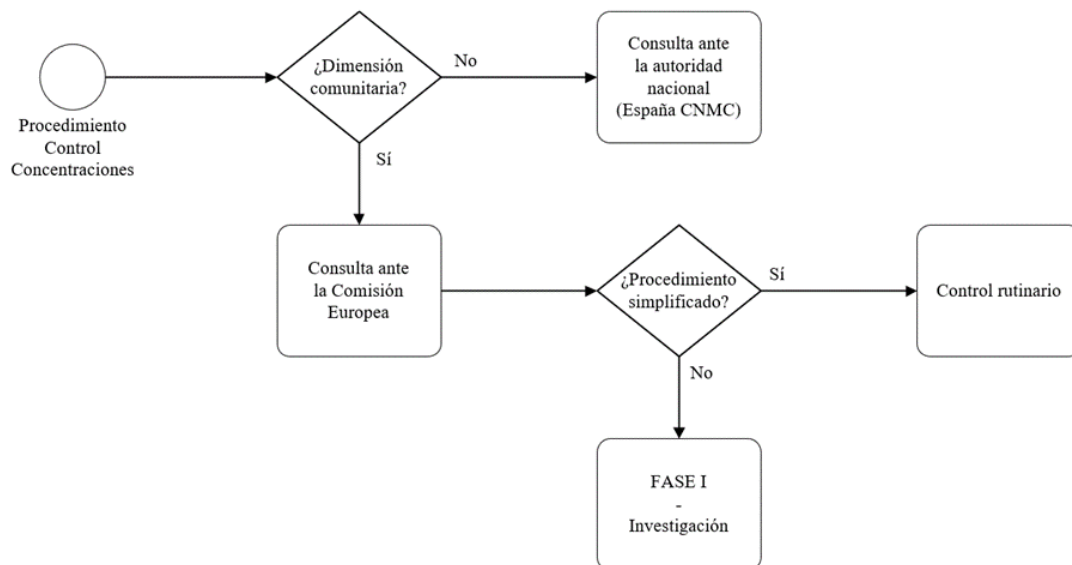 ¿Dimensión
comunitaria?
No
Consulta ante
la autoridad
nacional
(España CNMC)
Procedimiento
Control
Concentraciones
Sí
Consulta ante
la Comisión
Europea
¿Procedimiento
simplificado?
Sí
Control rutinario
No
FASE I
-
Investigación